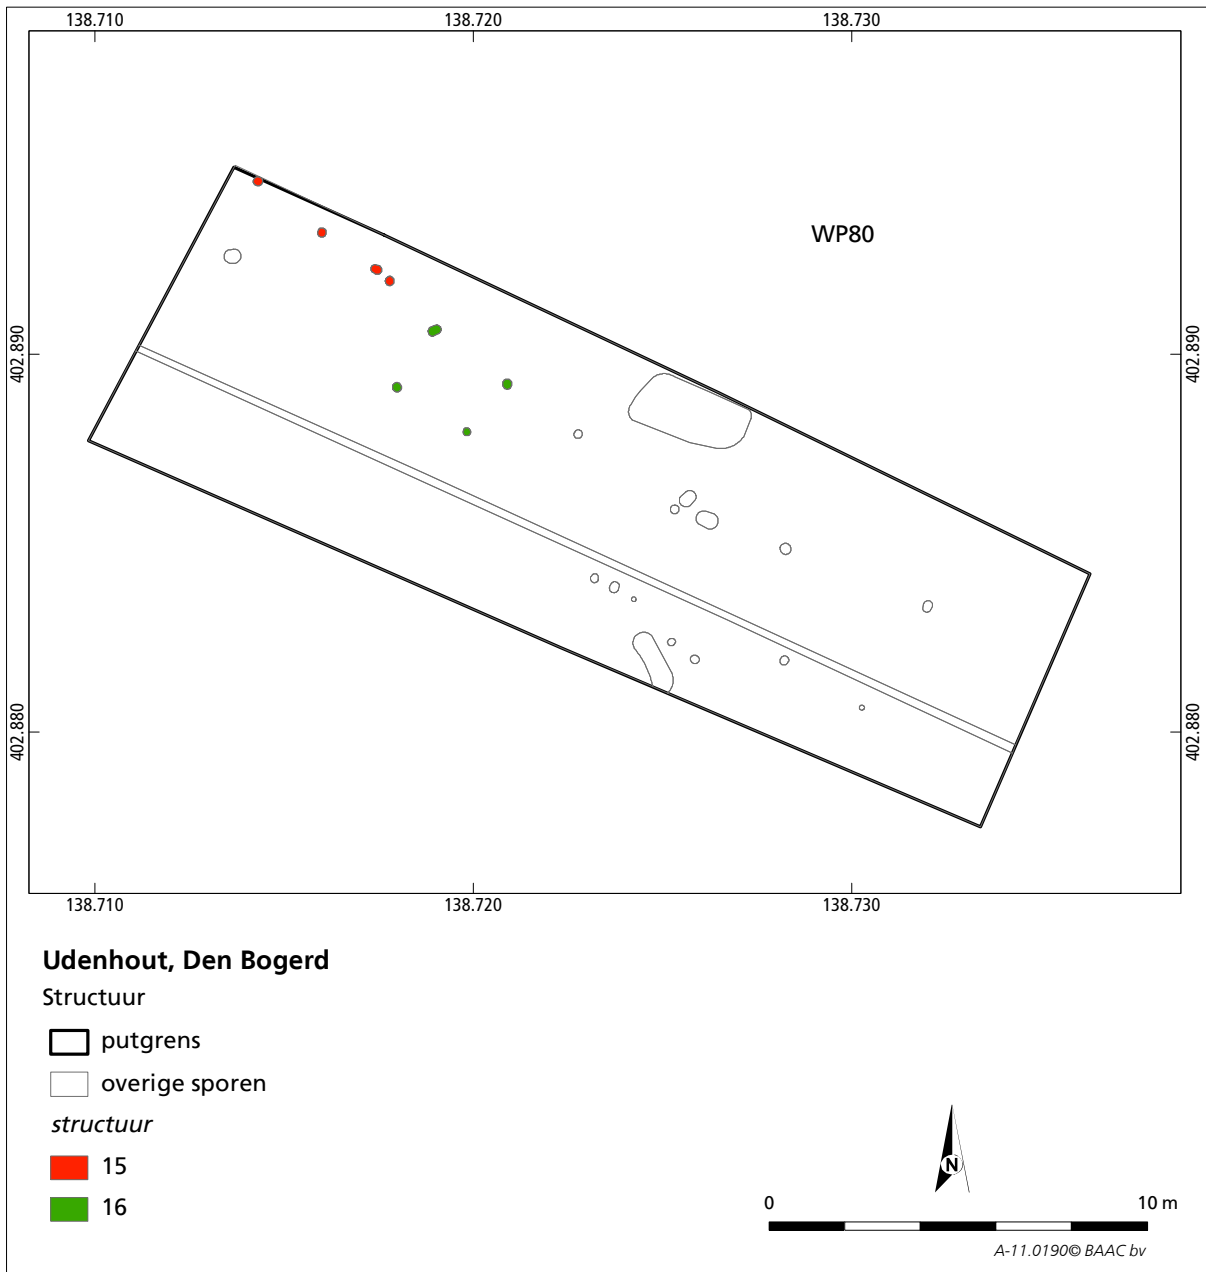 138.710 138.720 138.730
WP80
402.890 402.890
402.880 402.880
138.710 138.720 138.730
Udenhout, Den Bogerd
Structuur
putgrens
overige sporen
structuur
15
16
N
0 10 m
A-11.0190© BAAC bv